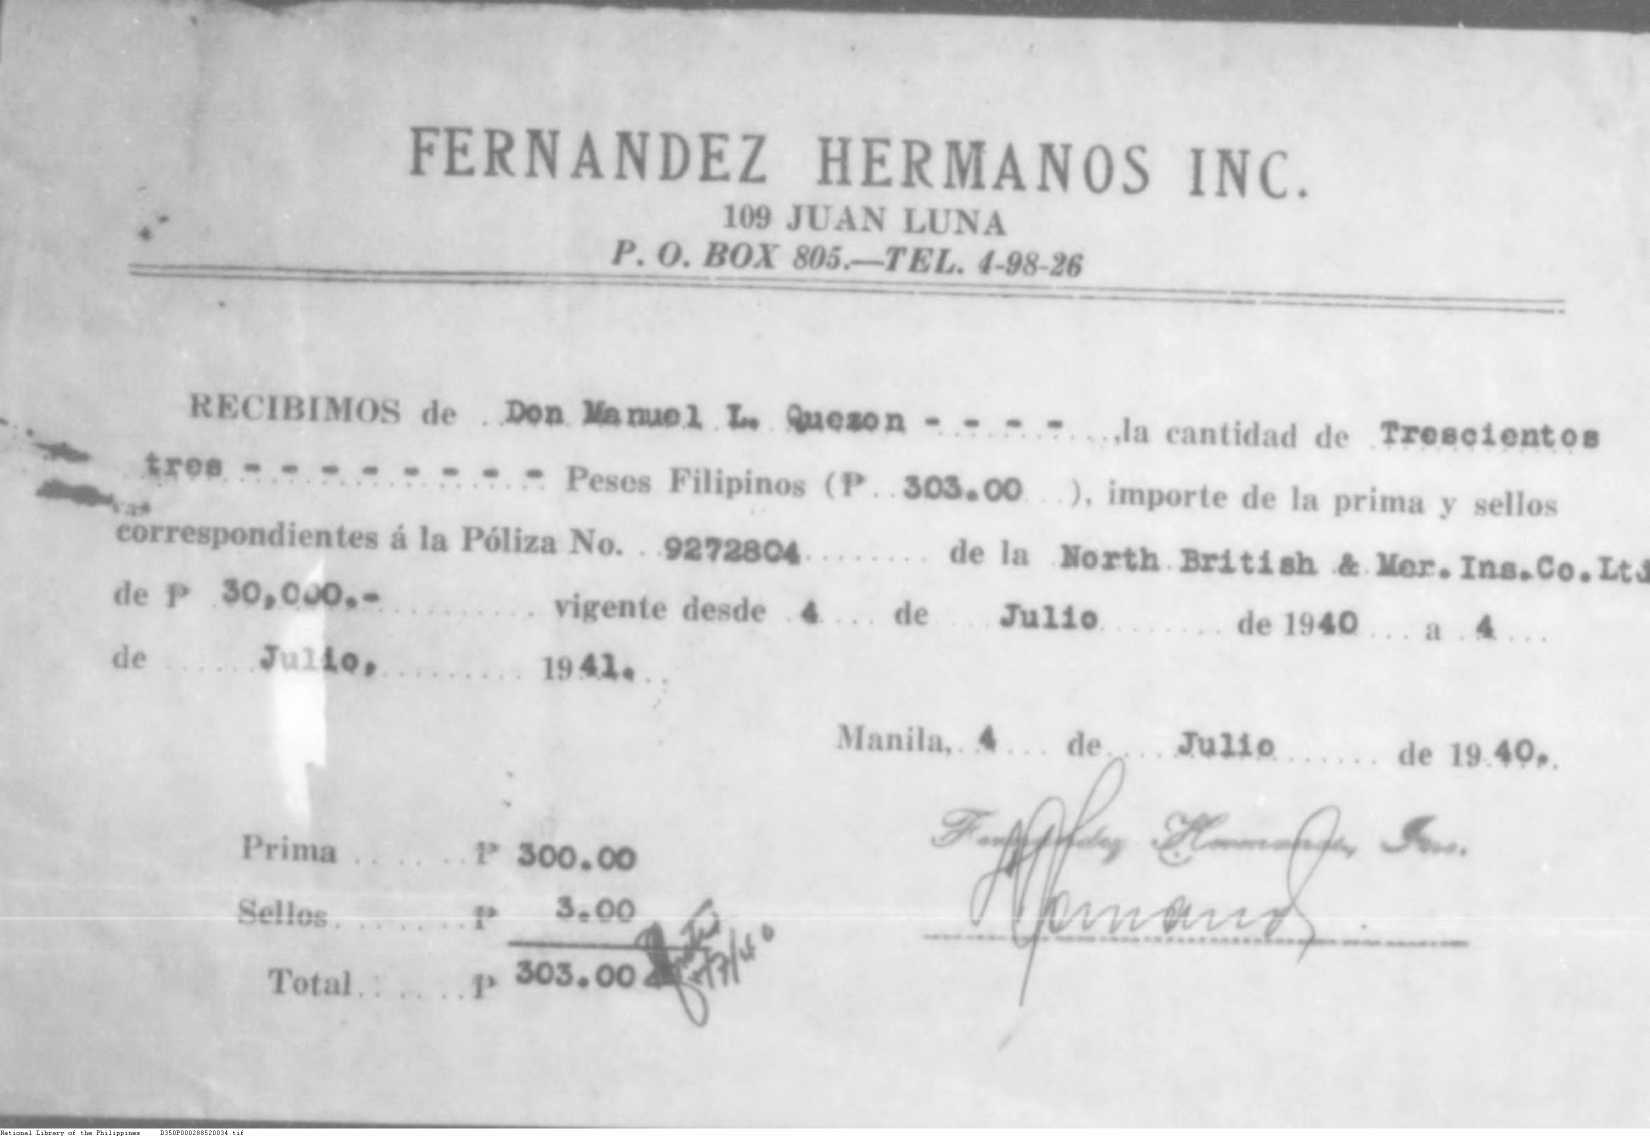 FERNANDEZ HERMANOS INC.
109 JUAN LUNA
P. O. BOX 805.—TEL. 4-98-26
RECIBIMOS de Don Manuel L. Quezon - - - - ,la cantidad de Trescientos
tres - - - - - - - - Pesos Filipinos (₱ 303.00 ), importe de la prima y sellos
correspondientes á la Póliza No. 9272804 de la North British & Mer. Ins.Co.Ltd
de ₱ 30,000.- vigente desde 4 de Julio de 1940 a 4
de Julio, 1941.
Manila, 4 de Julio de 1940.
Fernandez Hermanos, Inc.
Prima ₱ 300.00
Sellos ₱ 3.00
Total ₱ 303.00
National Library of the Philippines D350P000288520034.tif